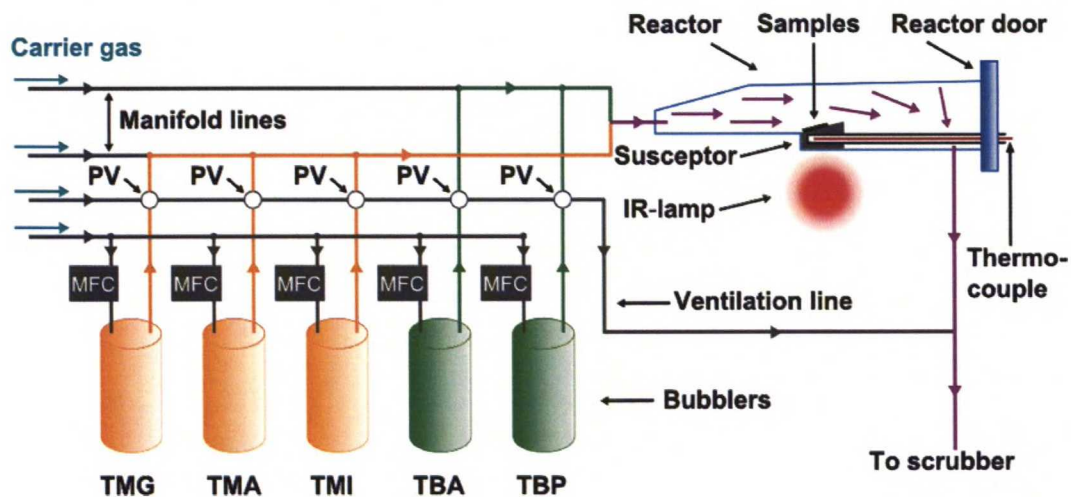 Reactor Samples Reactor door
Carrier gas
Manifold lines
Susceptor
PV PV PV PV PV
IR-lamp
MFC MFC MFC MFC MFC
Thermo-
couple
Ventilation line
Bubblers
TMG TMA TMI TBA TBP
To scrubber